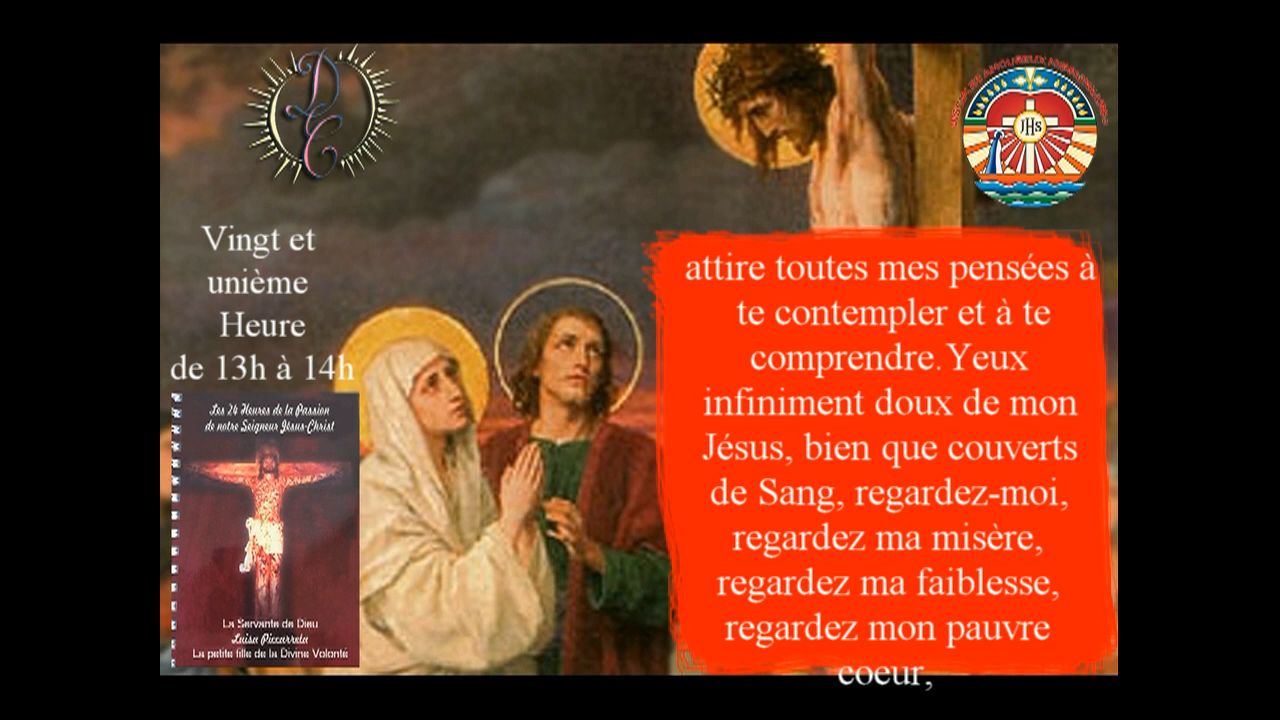 Vingt et
unième
Heure
de 13h à 14h
Les 24 Heures de la Passion
de notre Seigneur Jésus-Christ
La Servante de Dieu
Luisa Piccarreta
La petite fille de la Divine Volonté
DC
JHS
attire toutes mes pensées à
te contempler et à te
comprendre. Yeux
infiniment doux de mon
Jésus, bien que couverts
de Sang, regardez-moi,
regardez ma misère,
regardez ma faiblesse,
regardez mon pauvre
coeur,